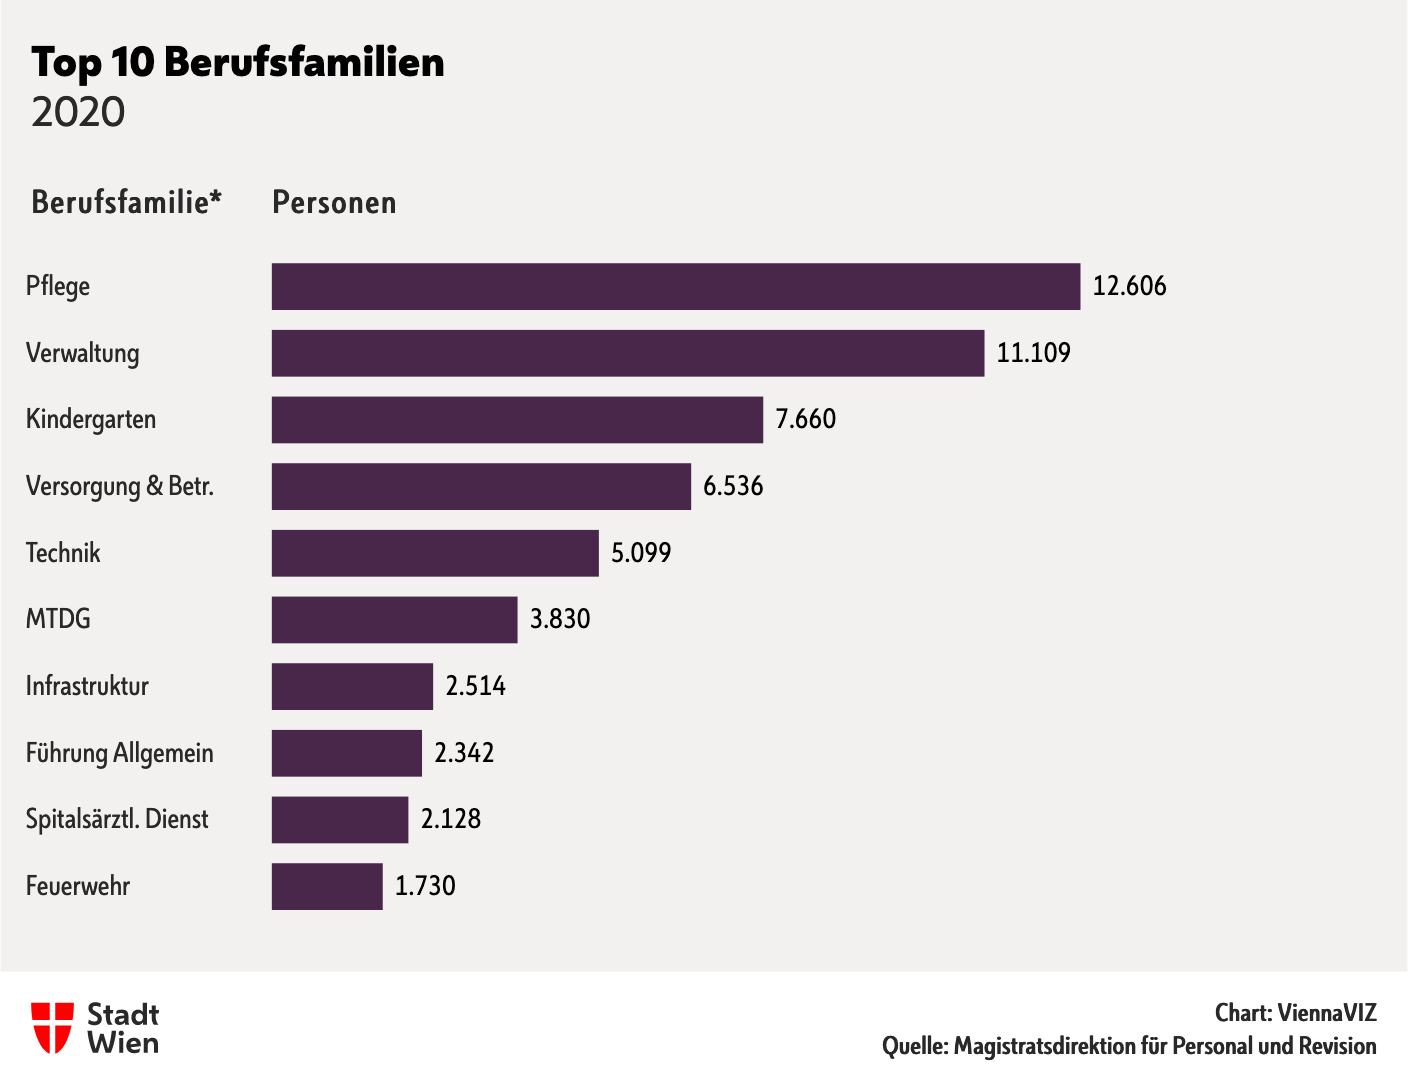 Top 10 Berufsfamilien
2020
Berufsfamilie* Personen
Pflege 12.606
Verwaltung 11.109
Kindergarten 7.660
Versorgung & Betr. 6.536
Technik 5.099
MTDG 3.830
Infrastruktur 2.514
Führung Allgemein 2.342
Spitalsärztl. Dienst 2.128
Feuerwehr 1.730
Stadt
Wien
Chart: ViennaVIZ
Quelle: Magistratsdirektion für Personal und Revision